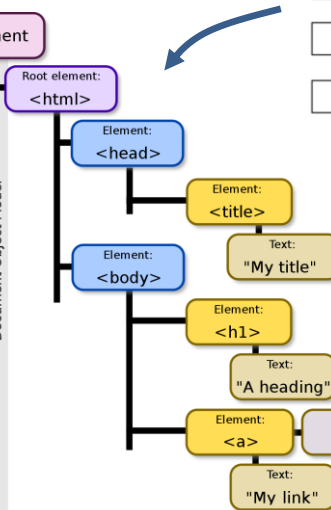 ment
Root element:
<html>
Element:
<head>
Element:
<title>
Text:
"My title"
Element:
<body>
Element:
<h1>
Text:
"A heading"
Element:
<a>
Text:
"My link"